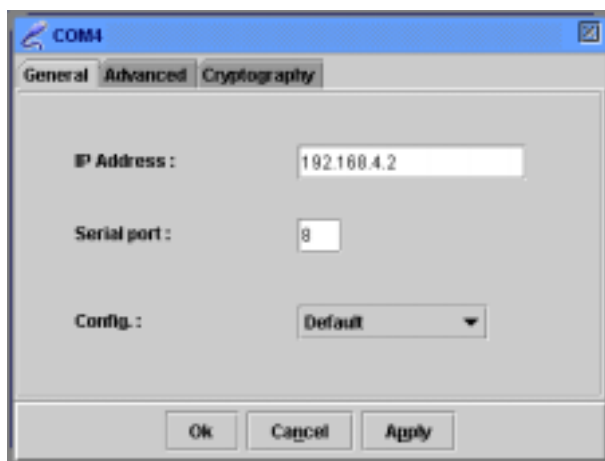 COM4
General Advanced Cryptography
IP Address : 192.168.4.2
Serial port : 8
Config. : Default
Ok Cancel Apply